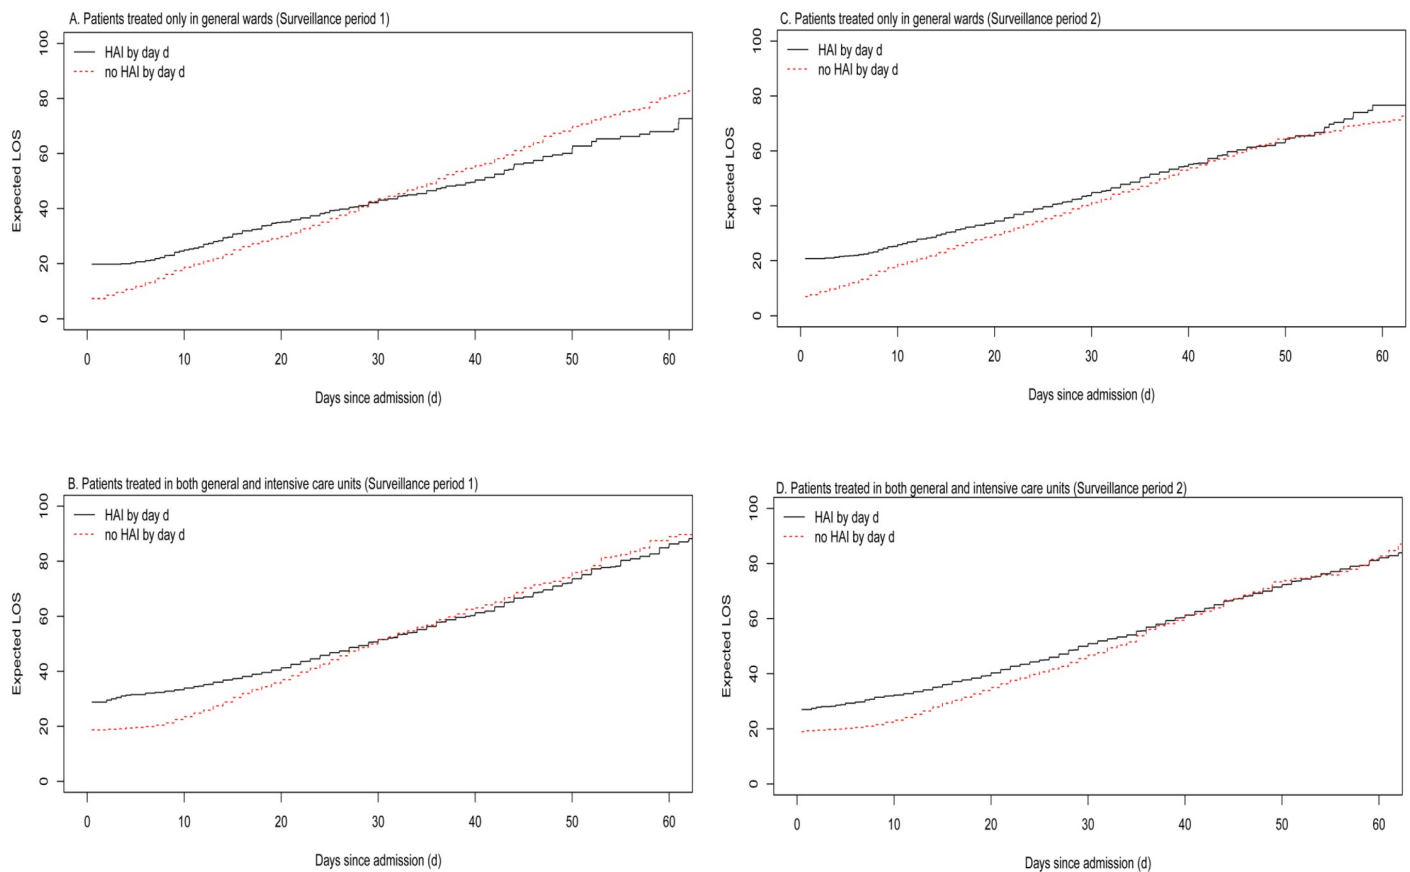 A. Patients treated only in general wards (Surveillance period 1)
HAI by day d
no HAI by day d
Expected LOS
0 20 40 60 80 100
0 10 20 30 40 50 60
Days since admission (d)
C. Patients treated only in general wards (Surveillance period 2)
HAI by day d
no HAI by day d
Expected LOS
0 20 40 60 80 100
0 10 20 30 40 50 60
Days since admission (d)
B. Patients treated in both general and intensive care units (Surveillance period 1)
HAI by day d
no HAI by day d
Expected LOS
0 20 40 60 80 100
0 10 20 30 40 50 60
Days since admission (d)
D. Patients treated in both general and intensive care units (Surveillance period 2)
HAI by day d
no HAI by day d
Expected LOS
0 20 40 60 80 100
0 10 20 30 40 50 60
Days since admission (d)